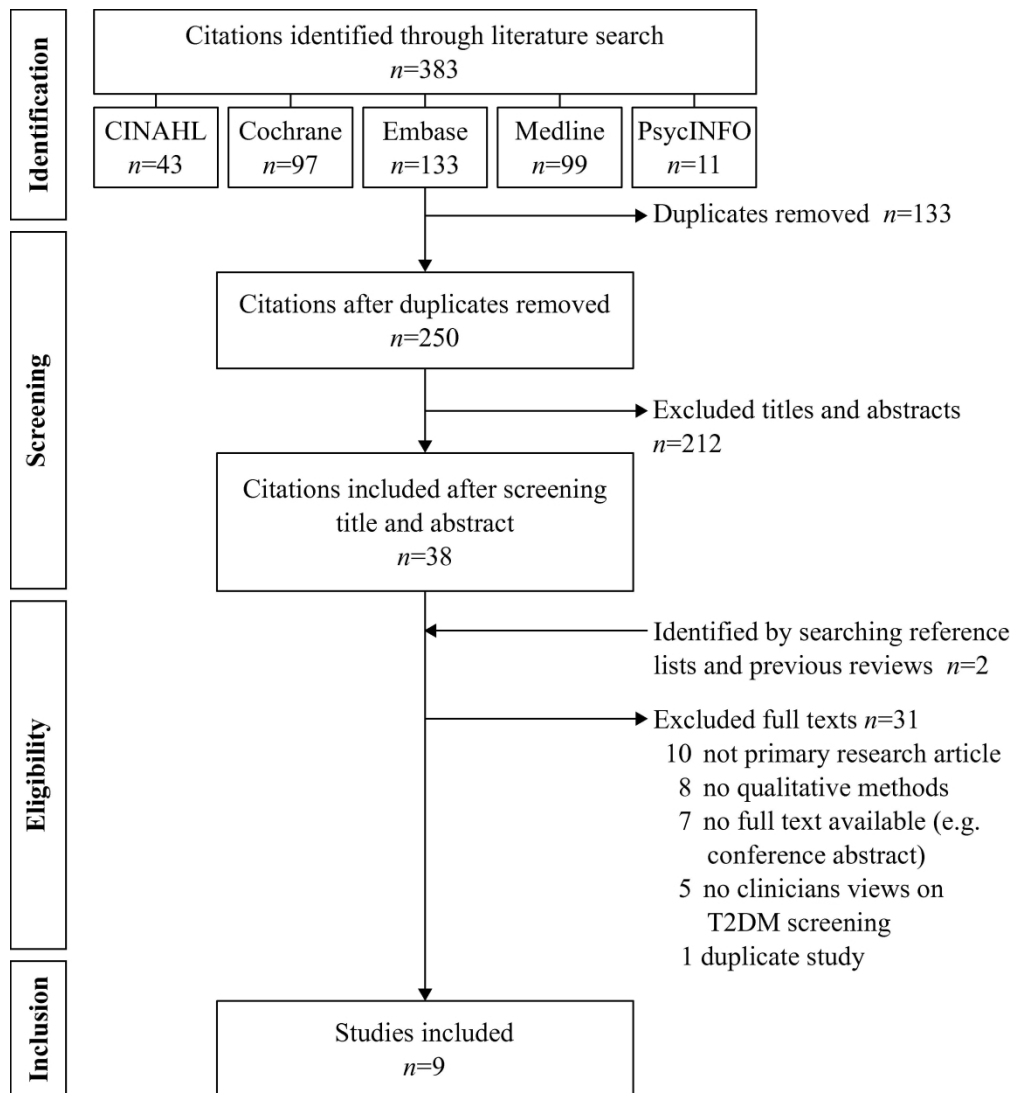 Identification
Citations identified through literature search
n=383
CINAHL
n=43
Cochrane
n=97
Embase
n=133
Medline
n=99
PsycINFO
n=11
Duplicates removed n=133
Screening
Citations after duplicates removed
n=250
Excluded titles and abstracts
n=212
Citations included after screening
title and abstract
n=38
Eligibility
Identified by searching reference
lists and previous reviews n=2
Excluded full texts n=31
10 not primary research article
8 no qualitative methods
7 no full text available (e.g.
conference abstract)
5 no clinicians views on
T2DM screening
1 duplicate study
Inclusion
Studies included
n=9